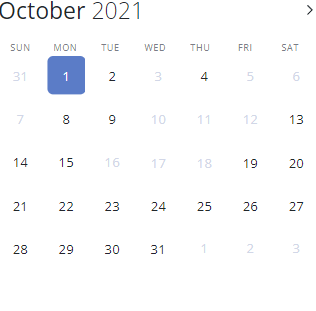 October 2021 >
SUN MON TUE WED THU FRI SAT
31 1 2 3 4 5 6
7 8 9 10 11 12 13
14 15 16 17 18 19 20
21 22 23 24 25 26 27
28 29 30 31 1 2 3